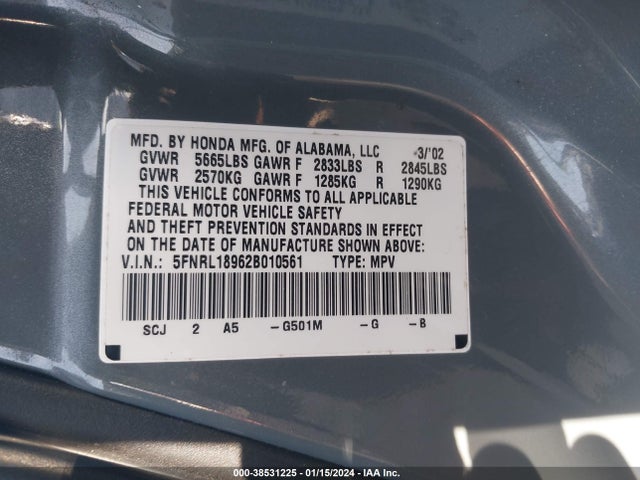 MFD. BY HONDA MFG. OF ALABAMA, LLC 3/'02
GVWR 5665LBS GAWR F 2833LBS R 2845LBS
GVWR 2570KG GAWR F 1285KG R 1290KG
THIS VEHICLE CONFORMS TO ALL APPLICABLE
FEDERAL MOTOR VEHICLE SAFETY
AND THEFT PREVENTION STANDARDS IN EFFECT
ON THE DATE OF MANUFACTURE SHOWN ABOVE.
V.I.N.: 5FNRL18962B010561 TYPE: MPV
SCJ 2 A5 -G501M -G -B
000-38531225 - 01/15/2024 - IAA Inc.